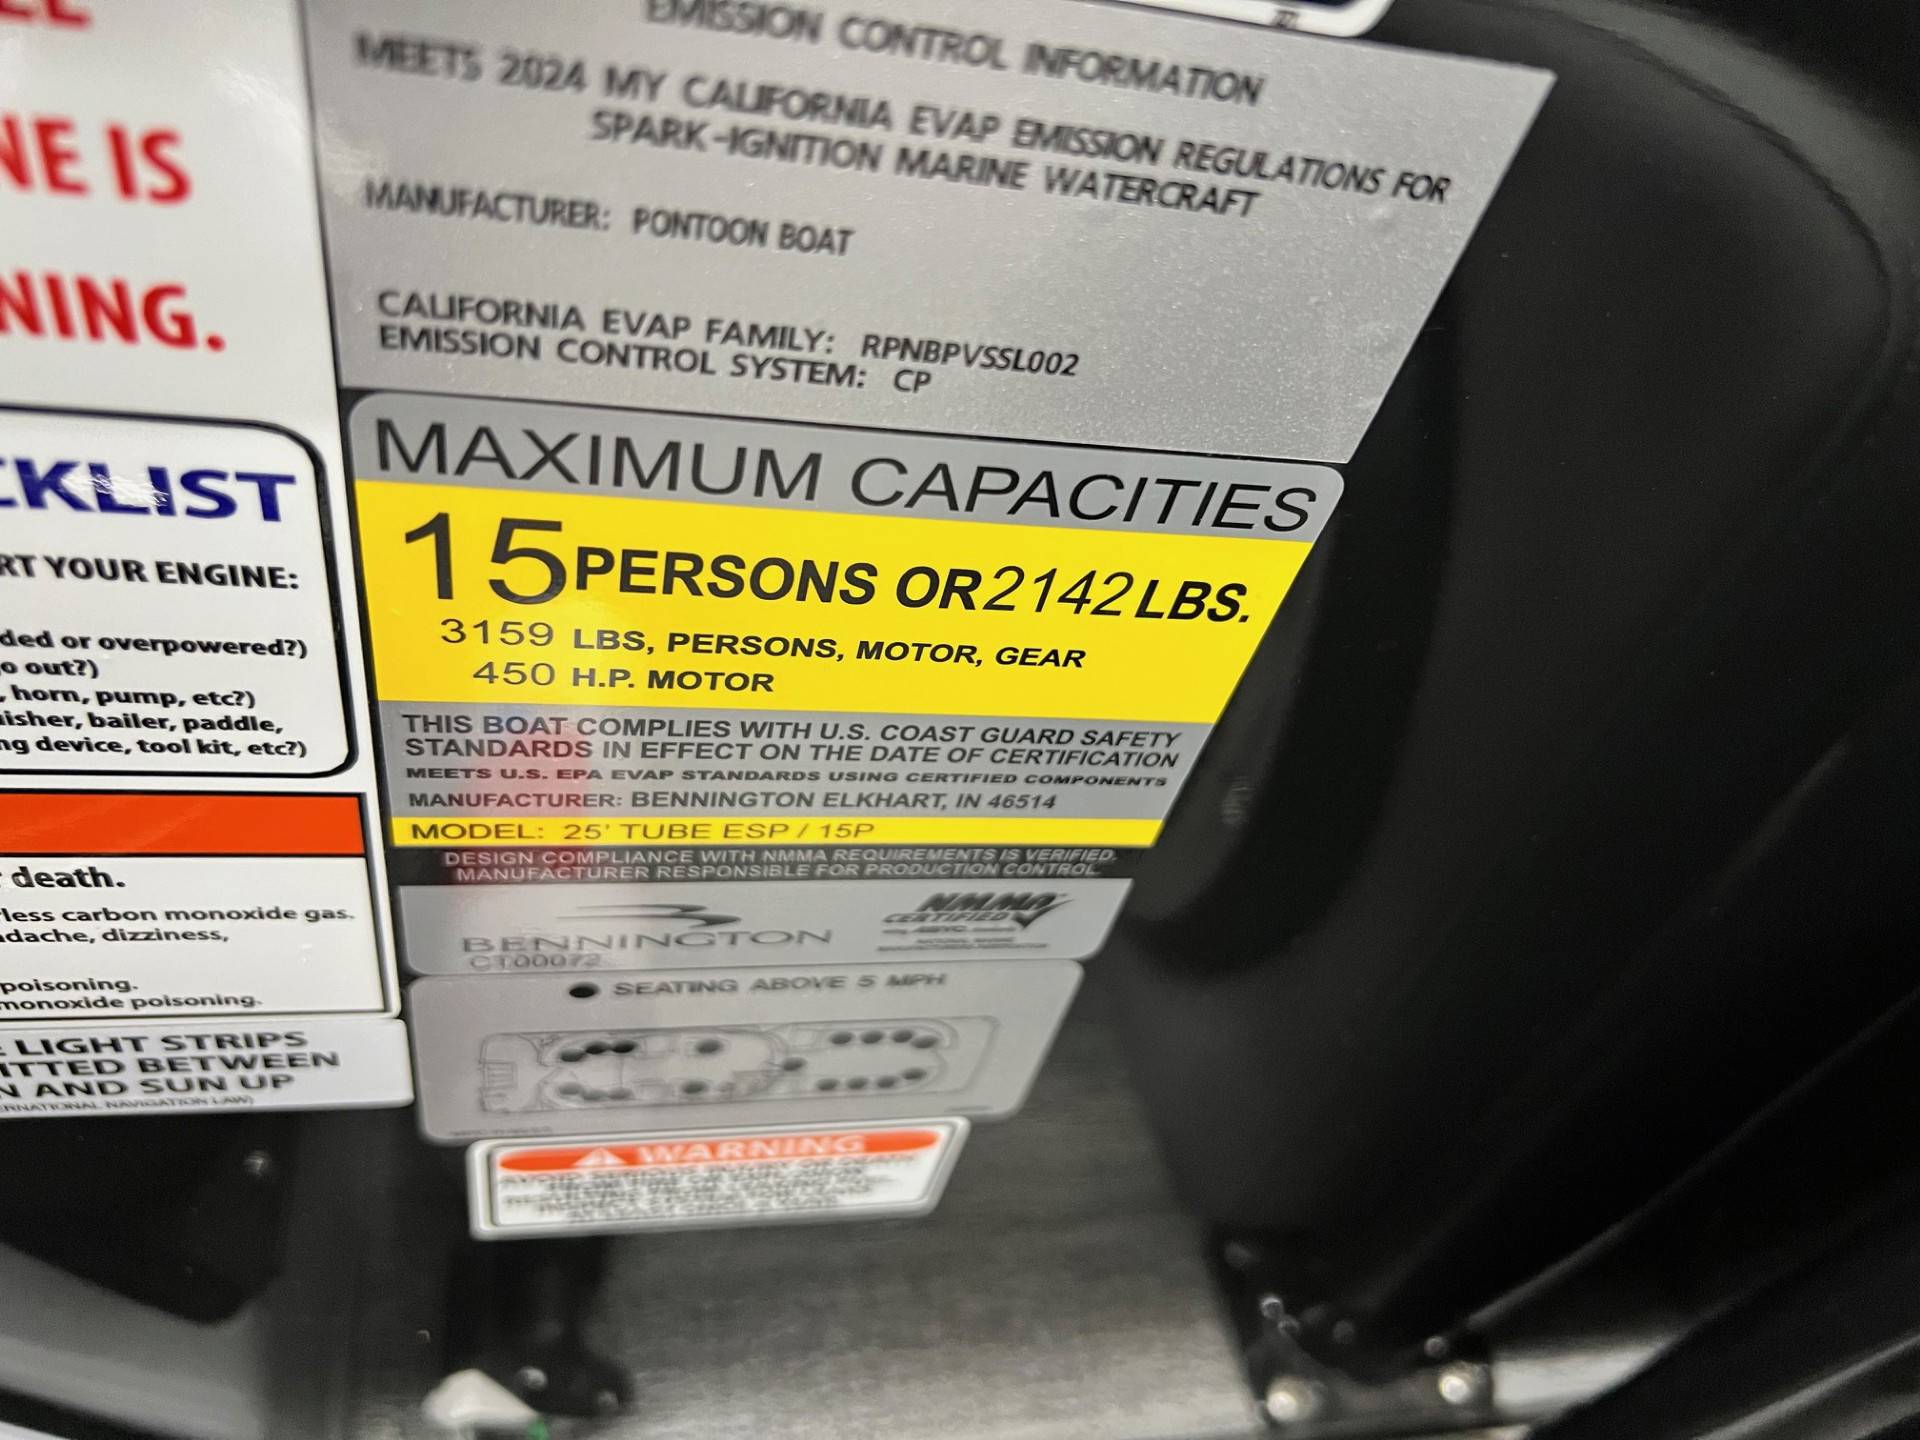 NE IS
NING.
CKLIST
RT YOUR ENGINE:
ded or overpowered?)
o out?)
, horn, pump, etc?)
isher, bailer, paddle,
ng device, tool kit, etc?)
death.
less carbon monoxide gas.
dache, dizziness,
poisoning.
monoxide poisoning.
LIGHT STRIPS
ITTED BETWEEN
N AND SUN UP
ERNATIONAL NAVIGATION LAW)
EMISSION CONTROL INFORMATION
MEETS 2024 MY CALIFORNIA EVAP EMISSION REGULATIONS FOR
SPARK-IGNITION MARINE WATERCRAFT
MANUFACTURER: PONTOON BOAT
CALIFORNIA EVAP FAMILY: RPNBPVSSL002
EMISSION CONTROL SYSTEM: CP
MAXIMUM CAPACITIES
15 PERSONS OR 2142 LBS.
3159 LBS, PERSONS, MOTOR, GEAR
450 H.P. MOTOR
THIS BOAT COMPLIES WITH U.S. COAST GUARD SAFETY
STANDARDS IN EFFECT ON THE DATE OF CERTIFICATION
MEETS U.S. EPA EVAP STANDARDS USING CERTIFIED COMPONENTS
MANUFACTURER: BENNINGTON ELKHART, IN 46514
MODEL: 25' TUBE ESP / 15P
DESIGN COMPLIANCE WITH NMMA REQUIREMENTS IS VERIFIED.
MANUFACTURER RESPONSIBLE FOR PRODUCTION CONTROL.
BENNINGTON
CT00072
NMMA
CERTIFIED
SEATING ABOVE 5 MPH
WARNING